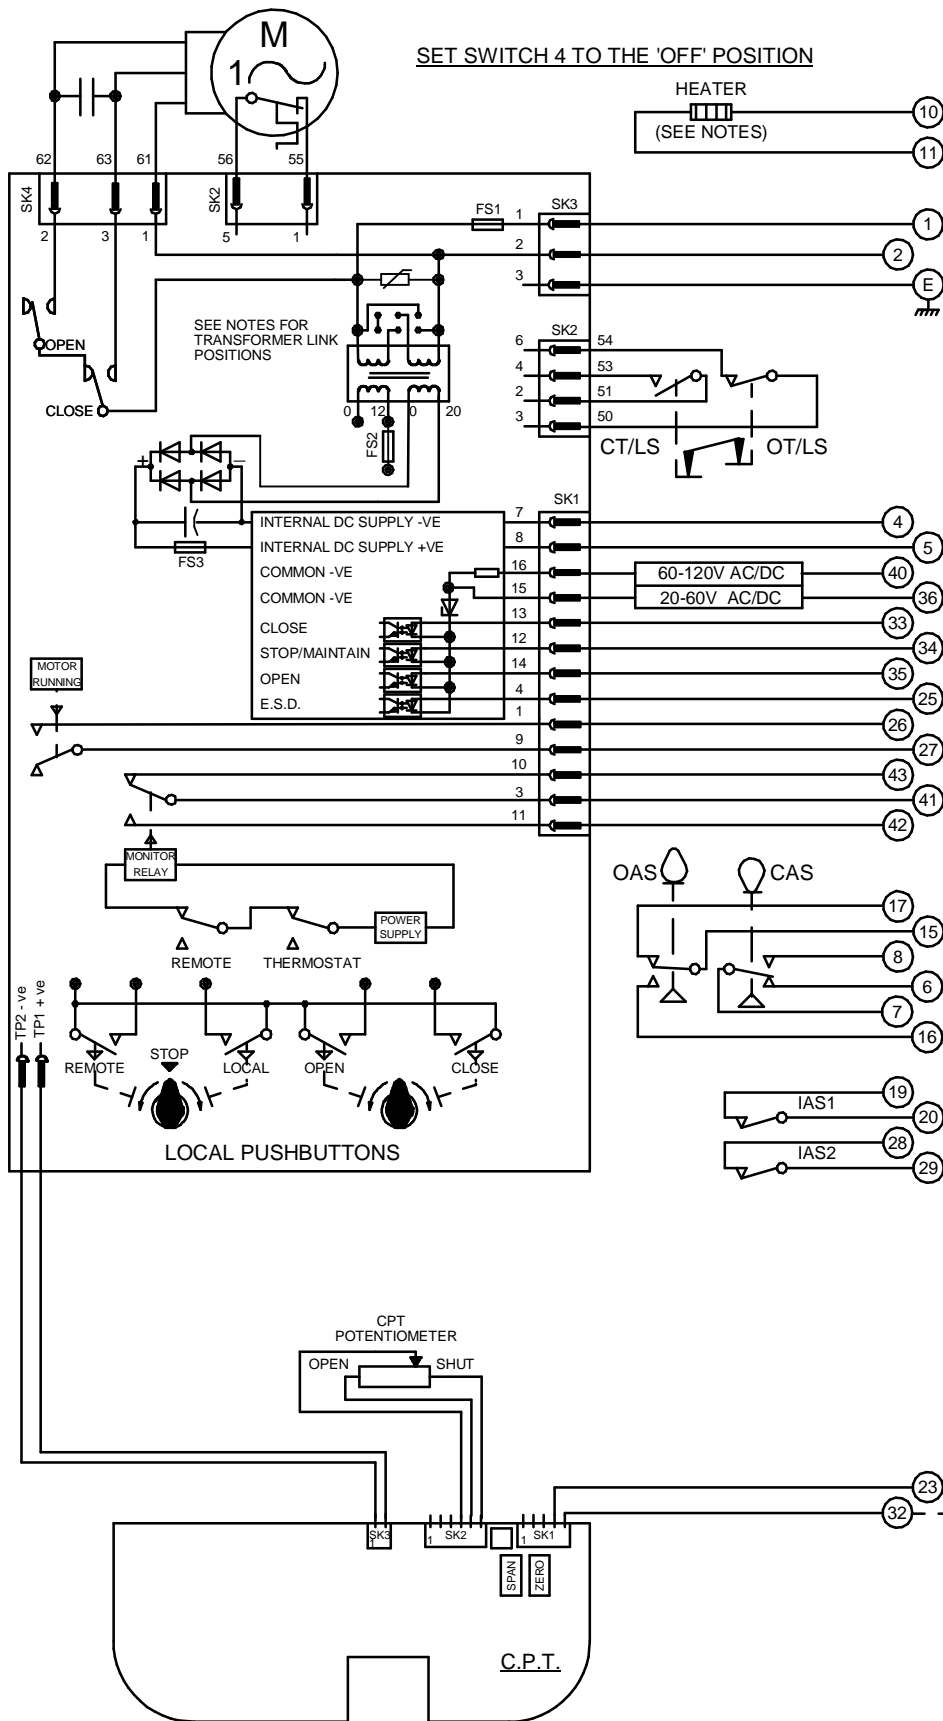 M
1
SET SWITCH 4 TO THE 'OFF' POSITION
HEATER
(SEE NOTES)
10
11
62 63 61 56 55
SK4
SK2
2 3 1 5 1
FS1
SK3
1
1
2
2
3
E
SEE NOTES FOR
TRANSFORMER LINK
POSITIONS
OPEN
CLOSE
0 12 0 20
FS2
SK2
6 54
4 53
2 51
3 50
CT/LS OT/LS
+ −
FS3
SK1
INTERNAL DC SUPPLY -VE 7 4
INTERNAL DC SUPPLY +VE 8 5
COMMON -VE 16 60-120V AC/DC 40
COMMON -VE 15 20-60V AC/DC 36
CLOSE 13 33
STOP/MAINTAIN 12 34
OPEN 14 35
E.S.D. 4 25
MOTOR
RUNNING
1 26
9 27
10 43
3 41
11 42
MONITOR
RELAY
POWER
SUPPLY
REMOTE THERMOSTAT
OAS CAS
17
15
8
6
7
16
TP2 - ve
TP1 + ve
REMOTE STOP LOCAL OPEN CLOSE
LOCAL PUSHBUTTONS
19
IAS1
20
28
IAS2
29
CPT
POTENTIOMETER
OPEN SHUT
23
32
SK3
1
SK2
1
SK1
1
SPAN
ZERO
C.P.T.